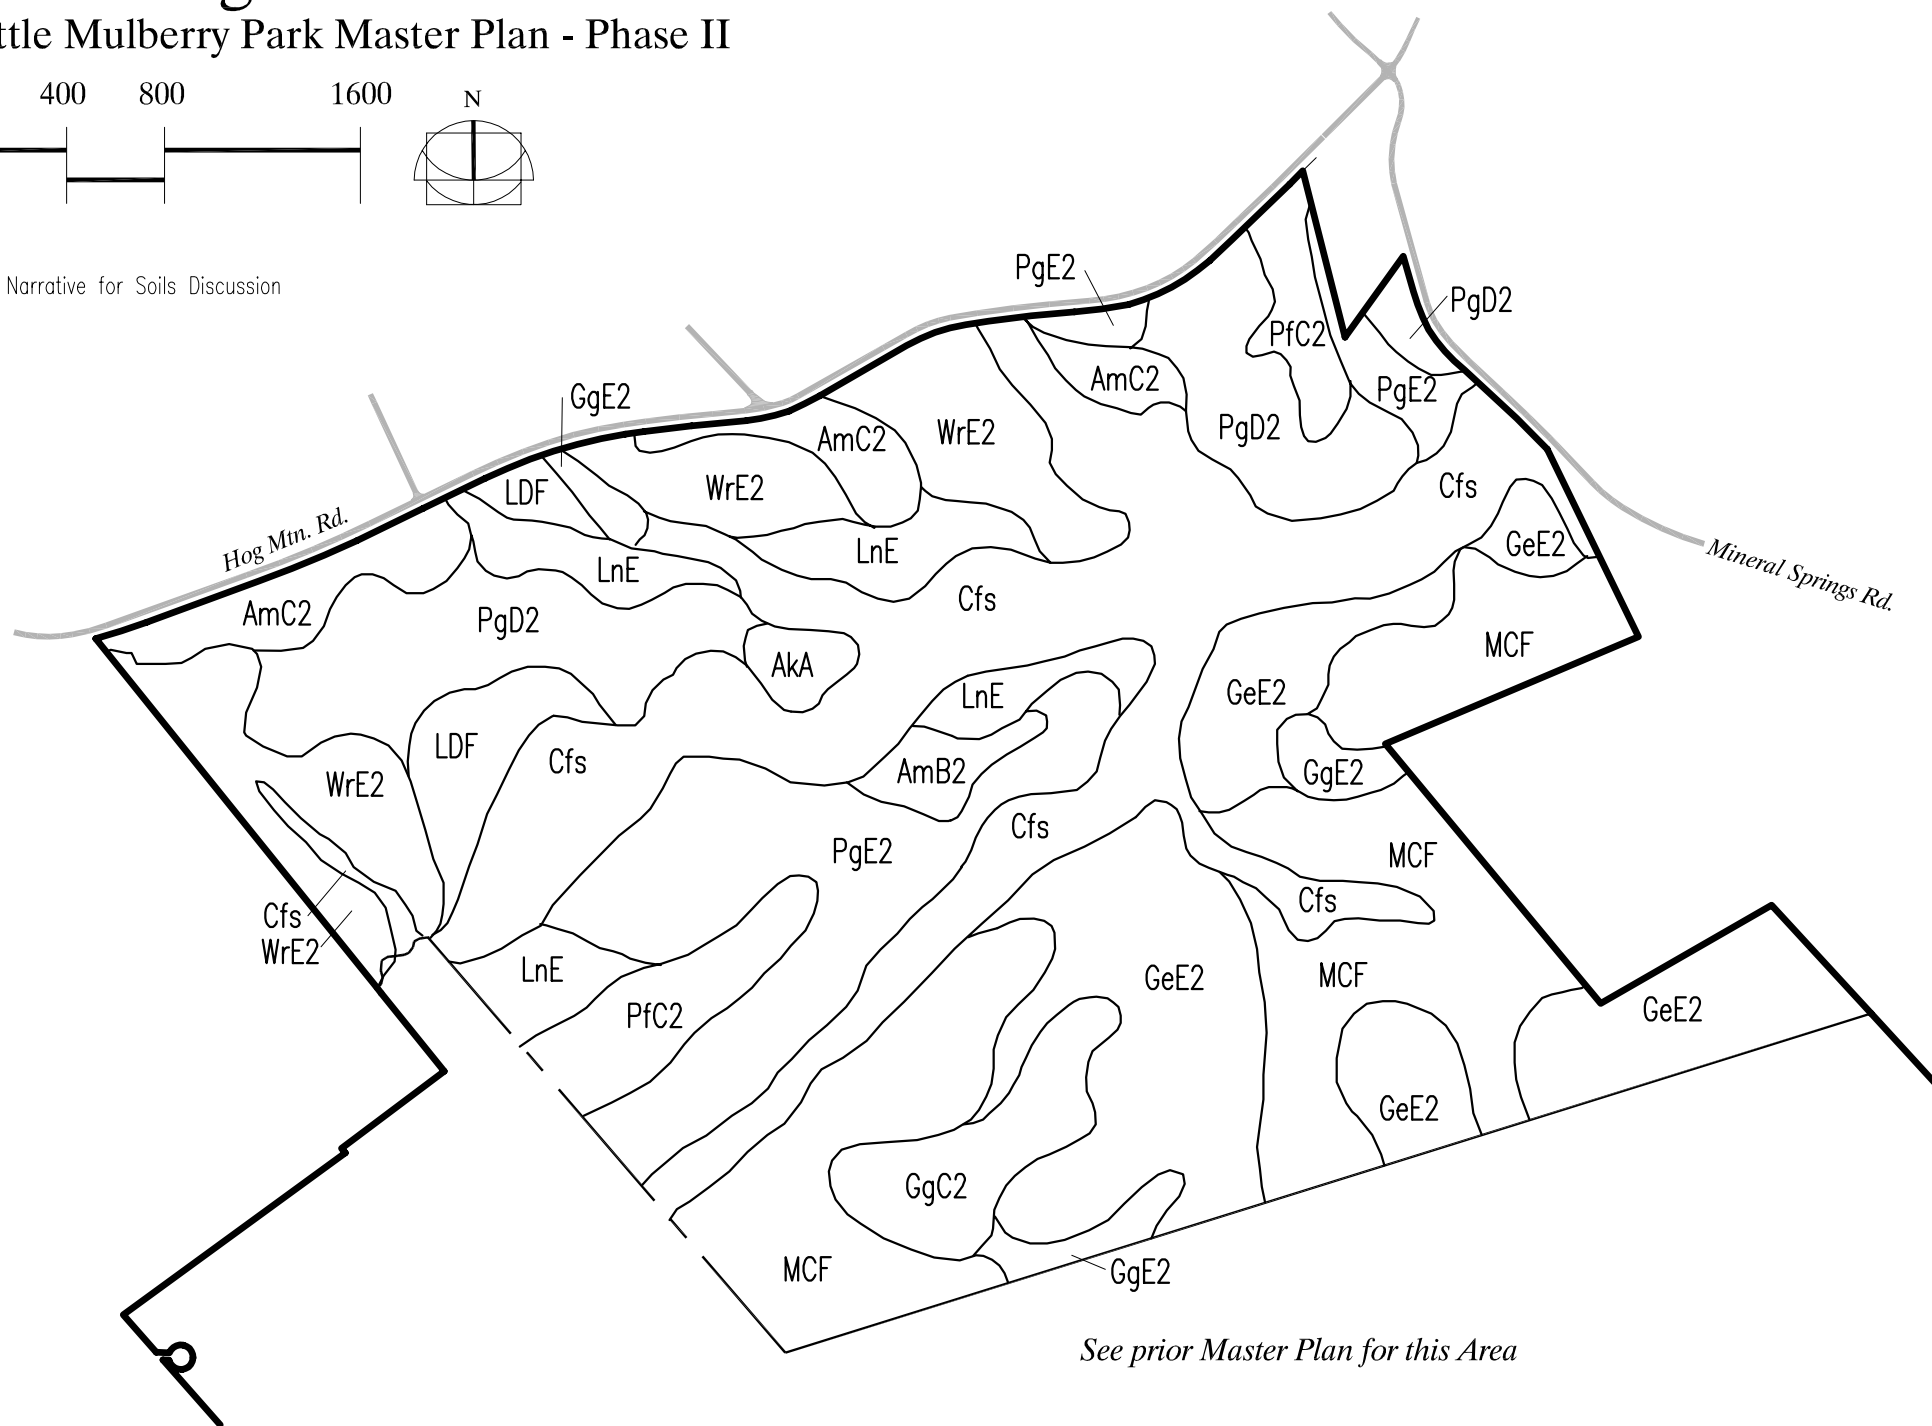 Mulberry Park Master Plan - Phase II
400 800 1600
N
Narrative for Soils Discussion
PgE2
PgD2
PfC2
AmC2
PgE2
GgE2
PgD2
AmC2
WrE2
Cfs
WrE2
LDF
Hog Mtn. Rd.
LnE
GeE2
Mineral Springs Rd.
LnE
Cfs
AmC2
PgD2
MCF
AkA
GeE2
LnE
LDF
Cfs
AmB2
GgE2
WrE2
Cfs
PgE2
MCF
Cfs
Cfs
WrE2
LnE
GeE2
MCF
PfC2
GeE2
GeE2
GgC2
MCF
GgE2
See prior Master Plan for this Area